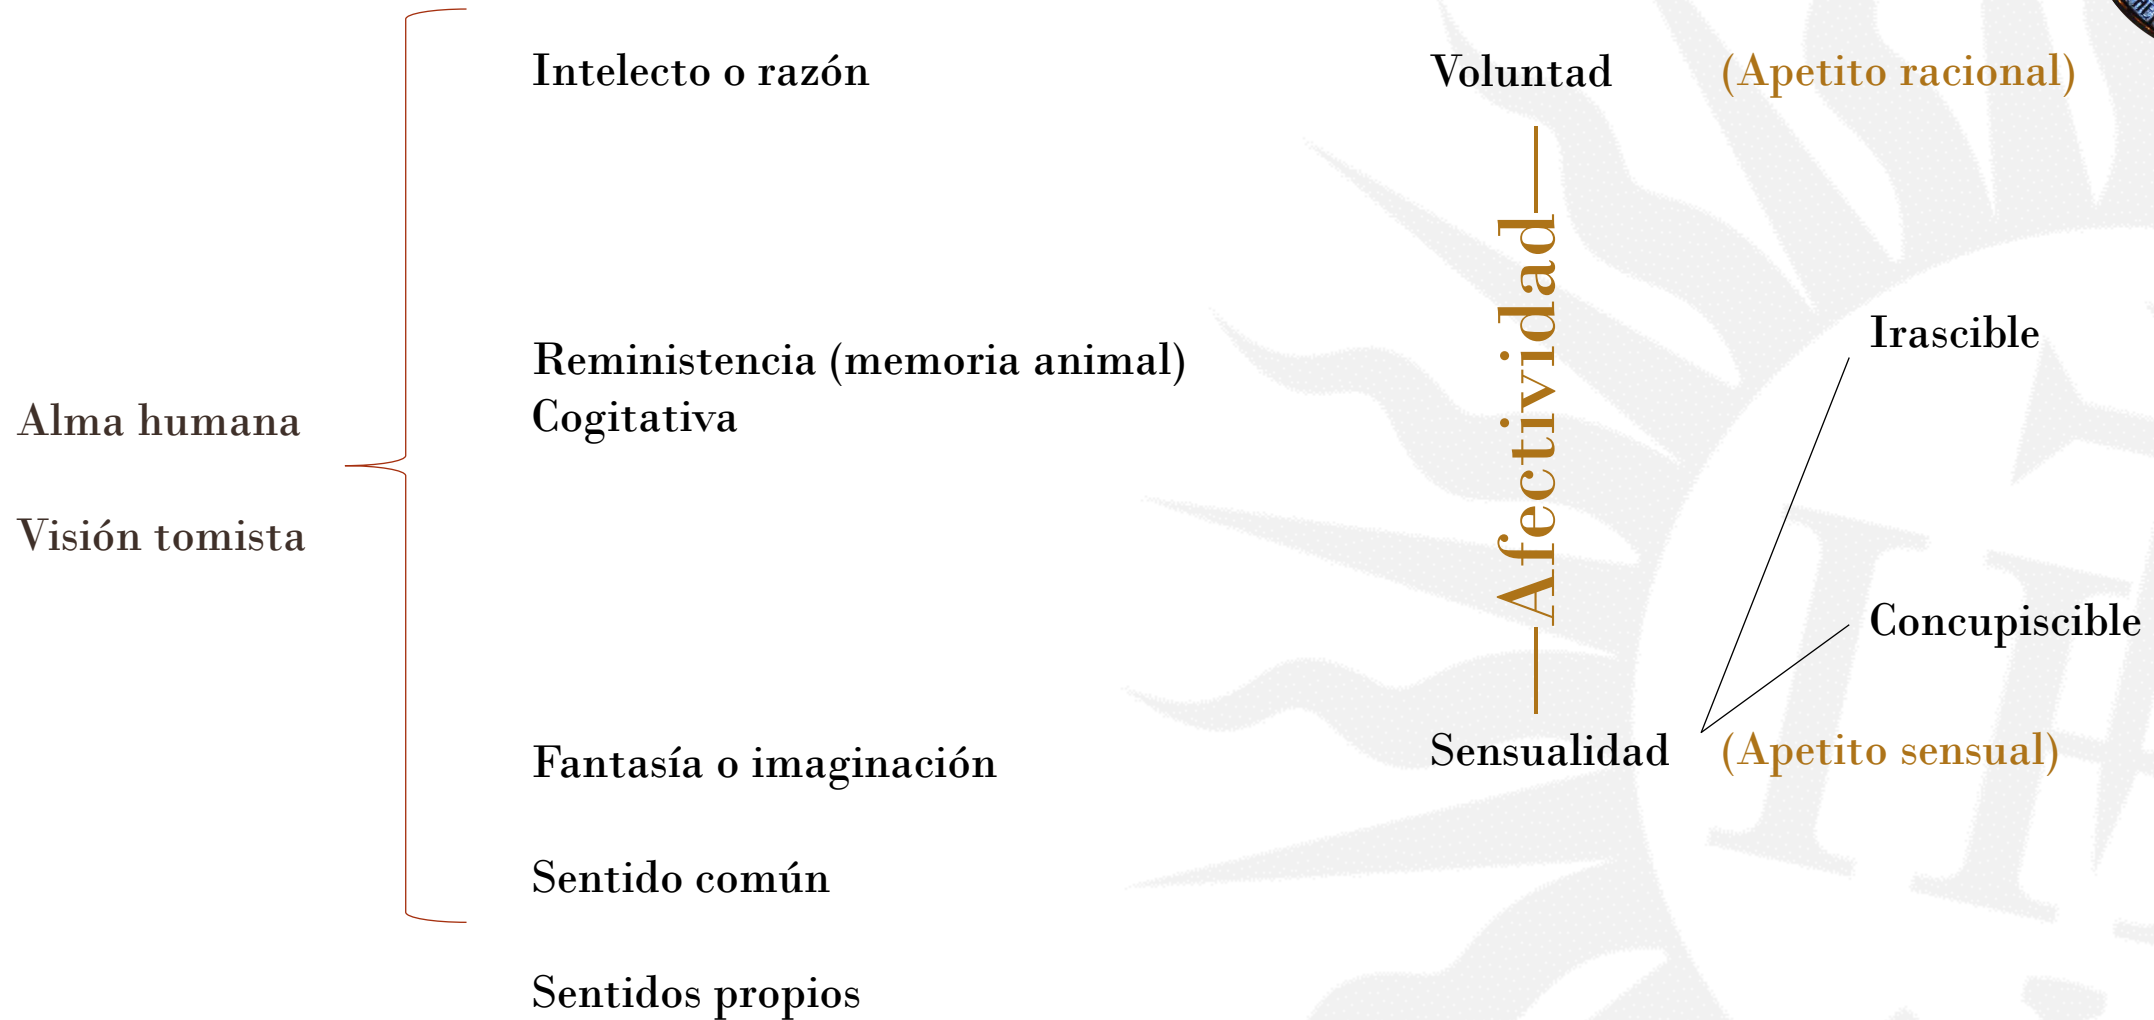 Intelecto o razón
Voluntad
(Apetito racional)
Afectividad
Irascible
Reministencia (memoria animal)
Cogitativa
Alma humana
Visión tomista
Concupiscible
Fantasía o imaginación
Sensualidad
(Apetito sensual)
Sentido común
Sentidos propios